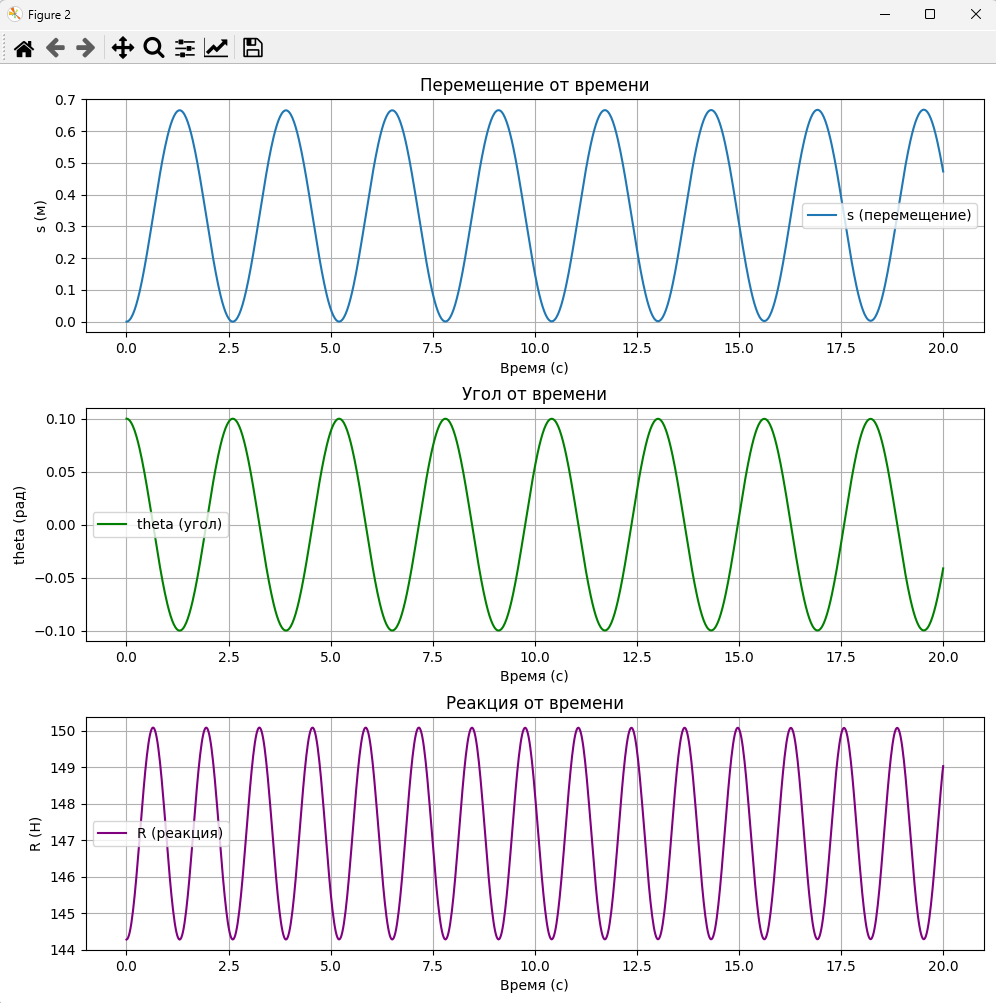 Figure 2
Перемещение от времени
0.7
0.6
0.5
0.4
0.3
0.2
0.1
0.0
s (м)
s (перемещение)
0.0 2.5 5.0 7.5 10.0 12.5 15.0 17.5 20.0
Время (с)
Угол от времени
0.10
0.05
0.00
−0.05
−0.10
theta (рад)
theta (угол)
0.0 2.5 5.0 7.5 10.0 12.5 15.0 17.5 20.0
Время (с)
Реакция от времени
150
149
148
147
146
145
144
R (Н)
R (реакция)
0.0 2.5 5.0 7.5 10.0 12.5 15.0 17.5 20.0
Время (с)